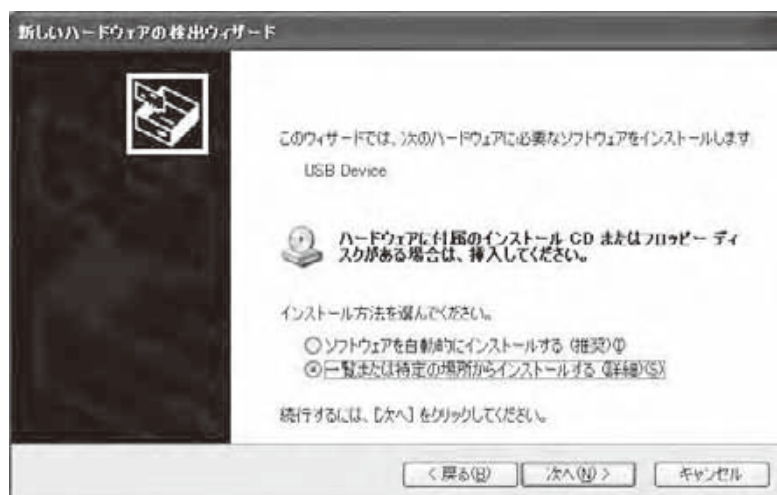 新しいハードウェアの検出ウィザード
このウィザードでは、次のハードウェアに必要なソフトウェアをインストールします
USB Device
ハードウェアに付属のインストール CD またはフロッピー ディ
スクがある場合は、挿入してください。
インストール方法を選んでください。
ソフトウェアを自動的にインストールする (推奨)(I)
一覧または特定の場所からインストールする (詳細)(S)
続行するには、[次へ] をクリックしてください。
< 戻る(B)
次へ(N) >
キャンセル